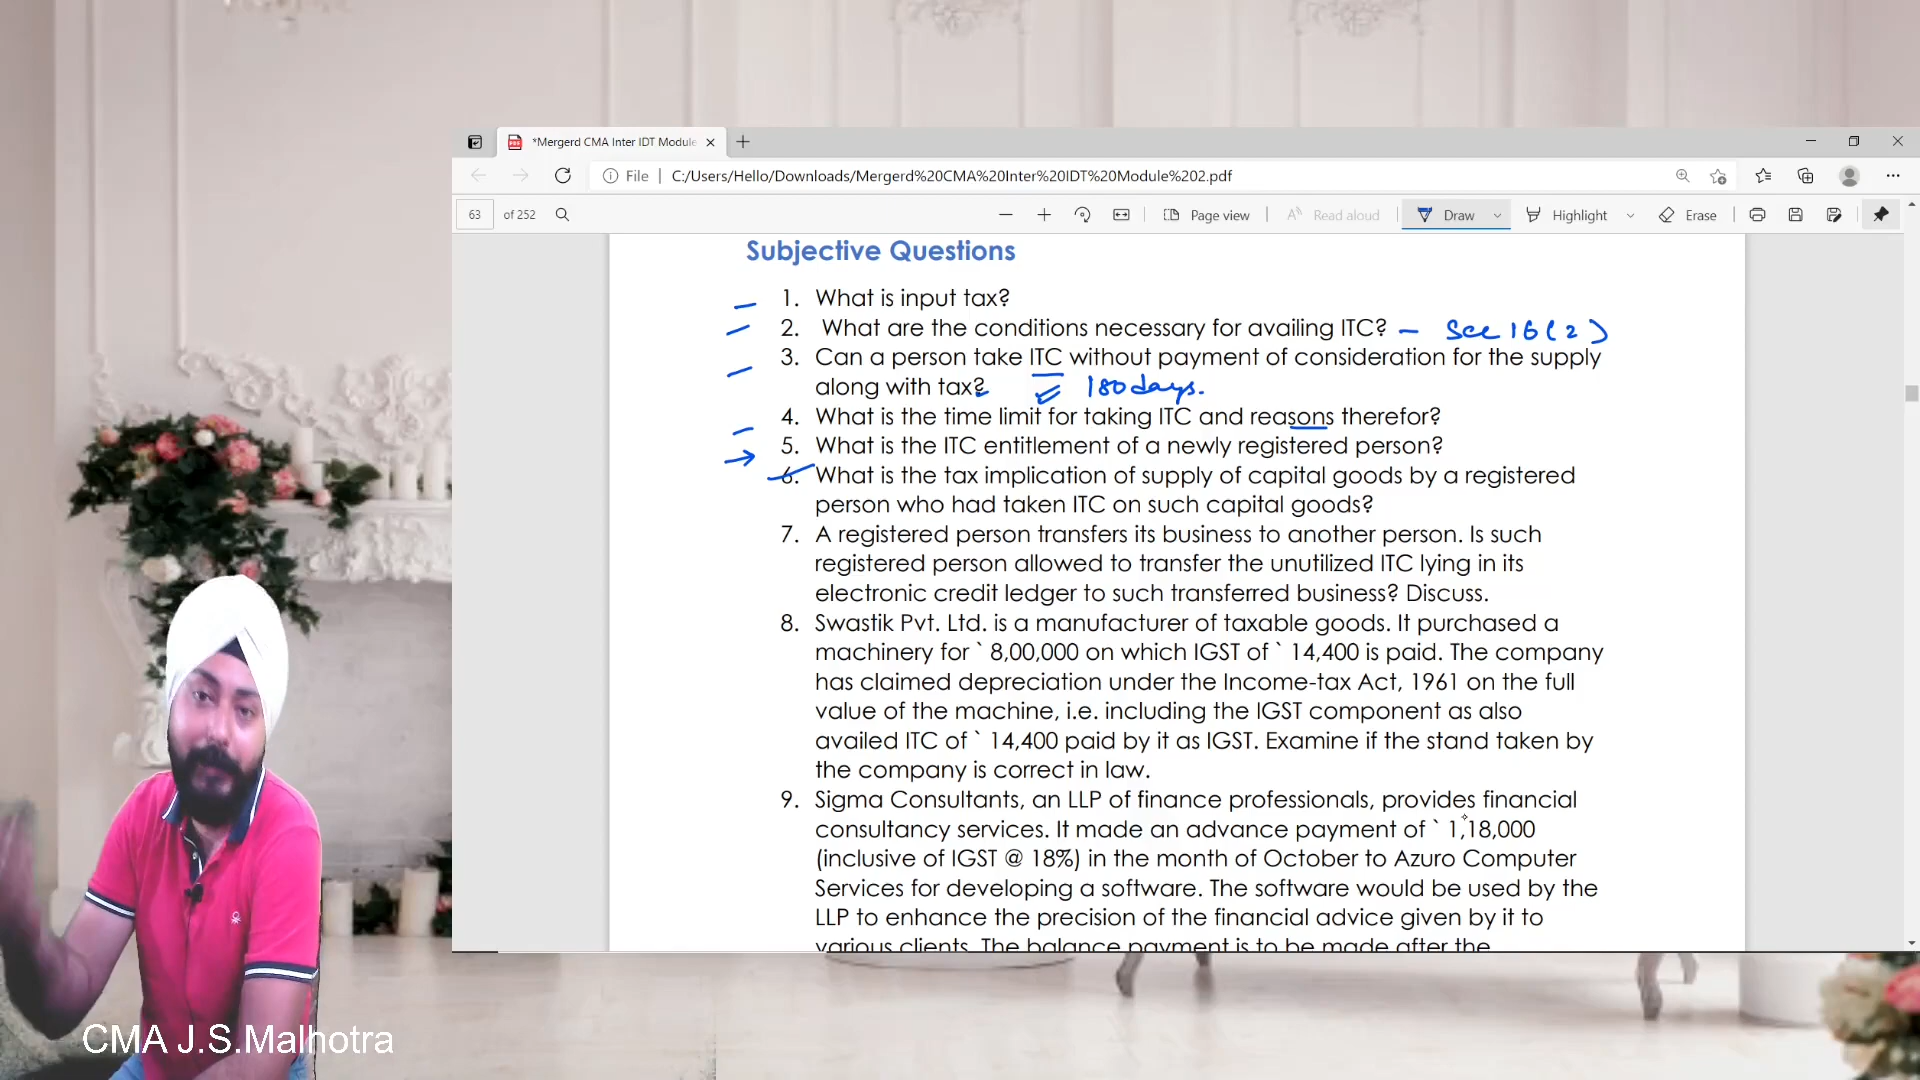 *Mergerd CMA Inter IDT Module
File | C:/Users/Hello/Downloads/Mergerd%20CMA%20Inter%20IDT%20Module%202.pdf
63 of 252 Page view Read aloud Draw Highlight Erase
Subjective Questions
1. What is input tax?
2. What are the conditions necessary for availing ITC? – Sec 16(2)
3. Can a person take ITC without payment of consideration for the supply
along with tax? 180 days.
4. What is the time limit for taking ITC and reasons therefor?
5. What is the ITC entitlement of a newly registered person?
6. What is the tax implication of supply of capital goods by a registered
person who had taken ITC on such capital goods?
7. A registered person transfers its business to another person. Is such
registered person allowed to transfer the unutilized ITC lying in its
electronic credit ledger to such transferred business? Discuss.
8. Swastik Pvt. Ltd. is a manufacturer of taxable goods. It purchased a
machinery for ` 8,00,000 on which IGST of ` 14,400 is paid. The company
has claimed depreciation under the Income-tax Act, 1961 on the full
value of the machine, i.e. including the IGST component as also
availed ITC of ` 14,400 paid by it as IGST. Examine if the stand taken by
the company is correct in law.
9. Sigma Consultants, an LLP of finance professionals, provides financial
consultancy services. It made an advance payment of ` 1,18,000
(inclusive of IGST @ 18%) in the month of October to Azuro Computer
Services for developing a software. The software would be used by the
LLP to enhance the precision of the financial advice given by it to
various clients. The balance payment is to be made after the
CMA J.S.Malhotra